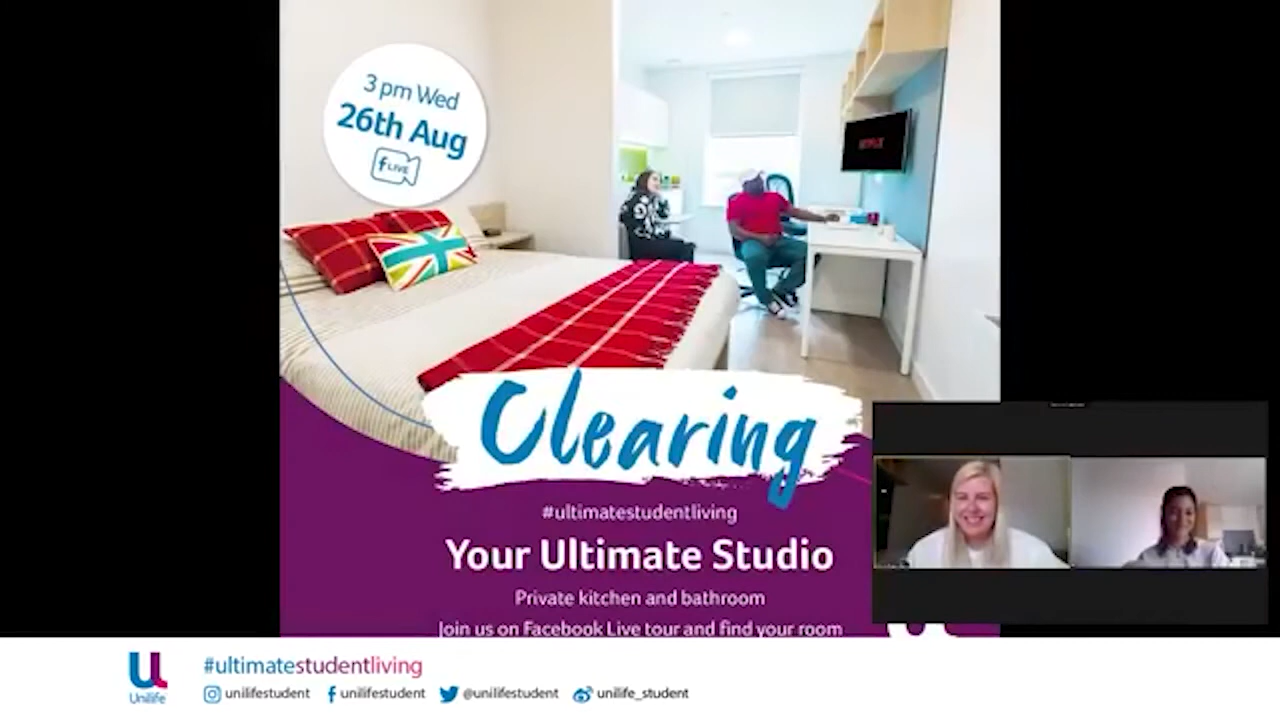 3 pm Wed
26th Aug
f LIVE
NETFLIX
Clearing
#ultimatestudentliving
Your Ultimate Studio
Private kitchen and bathroom
Join us on Facebook Live tour and find your room
Unilife
#ultimatestudentliving
unilifestudent unilifestudent @unilifestudent unilife_student